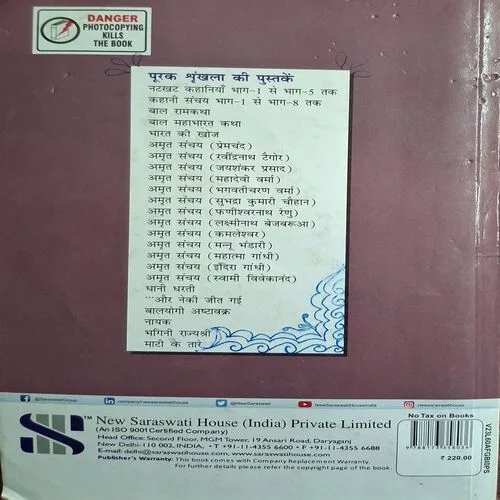 DANGER
PHOTOCOPYING
KILLS
THE BOOK
पूरक शृंखला की पुस्तकें
नटखट कहानियाँ भाग-1 से भाग-5 तक
कहानी संचय भाग-1 से भाग-8 तक
बाल रामकथा
बाल महाभारत कथा
भारत की खोज
अमृत संचय (प्रेमचंद)
अमृत संचय (रवींद्रनाथ टैगोर)
अमृत संचय (जयशंकर प्रसाद)
अमृत संचय (महादेवी वर्मा)
अमृत संचय (भगवतीचरण वर्मा)
अमृत संचय (सुभद्रा कुमारी चौहान)
अमृत संचय (फणीश्वरनाथ रेणु)
अमृत संचय (लक्ष्मीनाथ बेजबरूआ)
अमृत संचय (कमलेश्वर)
अमृत संचय (मन्नू भंडारी)
अमृत संचय (महात्मा गांधी)
अमृत संचय (इंदिरा गांधी)
अमृत संचय (स्वामी विवेकानंद)
धानी धरती
...और नेकी जीत गई
बालयोगी अष्टावक्र
नायक
भगिनी राज्यश्री
माटी के तारे
TM New Saraswati House (India) Private Limited
(An ISO 9001 Certified Company)
Head Office: Second Floor, MGM Tower, 19 Ansari Road, Daryaganj
New Delhi-110 002, INDIA, • T +91-11-4355 6600 • F +91-11-4355 6688
E-mail: delhi@saraswatihouse.com, www.saraswatihouse.com
Publisher's Warranty: This book comes with Company Replacement Warranty.
For further details please refer the company website.
No Tax on Books
₹ 220.00